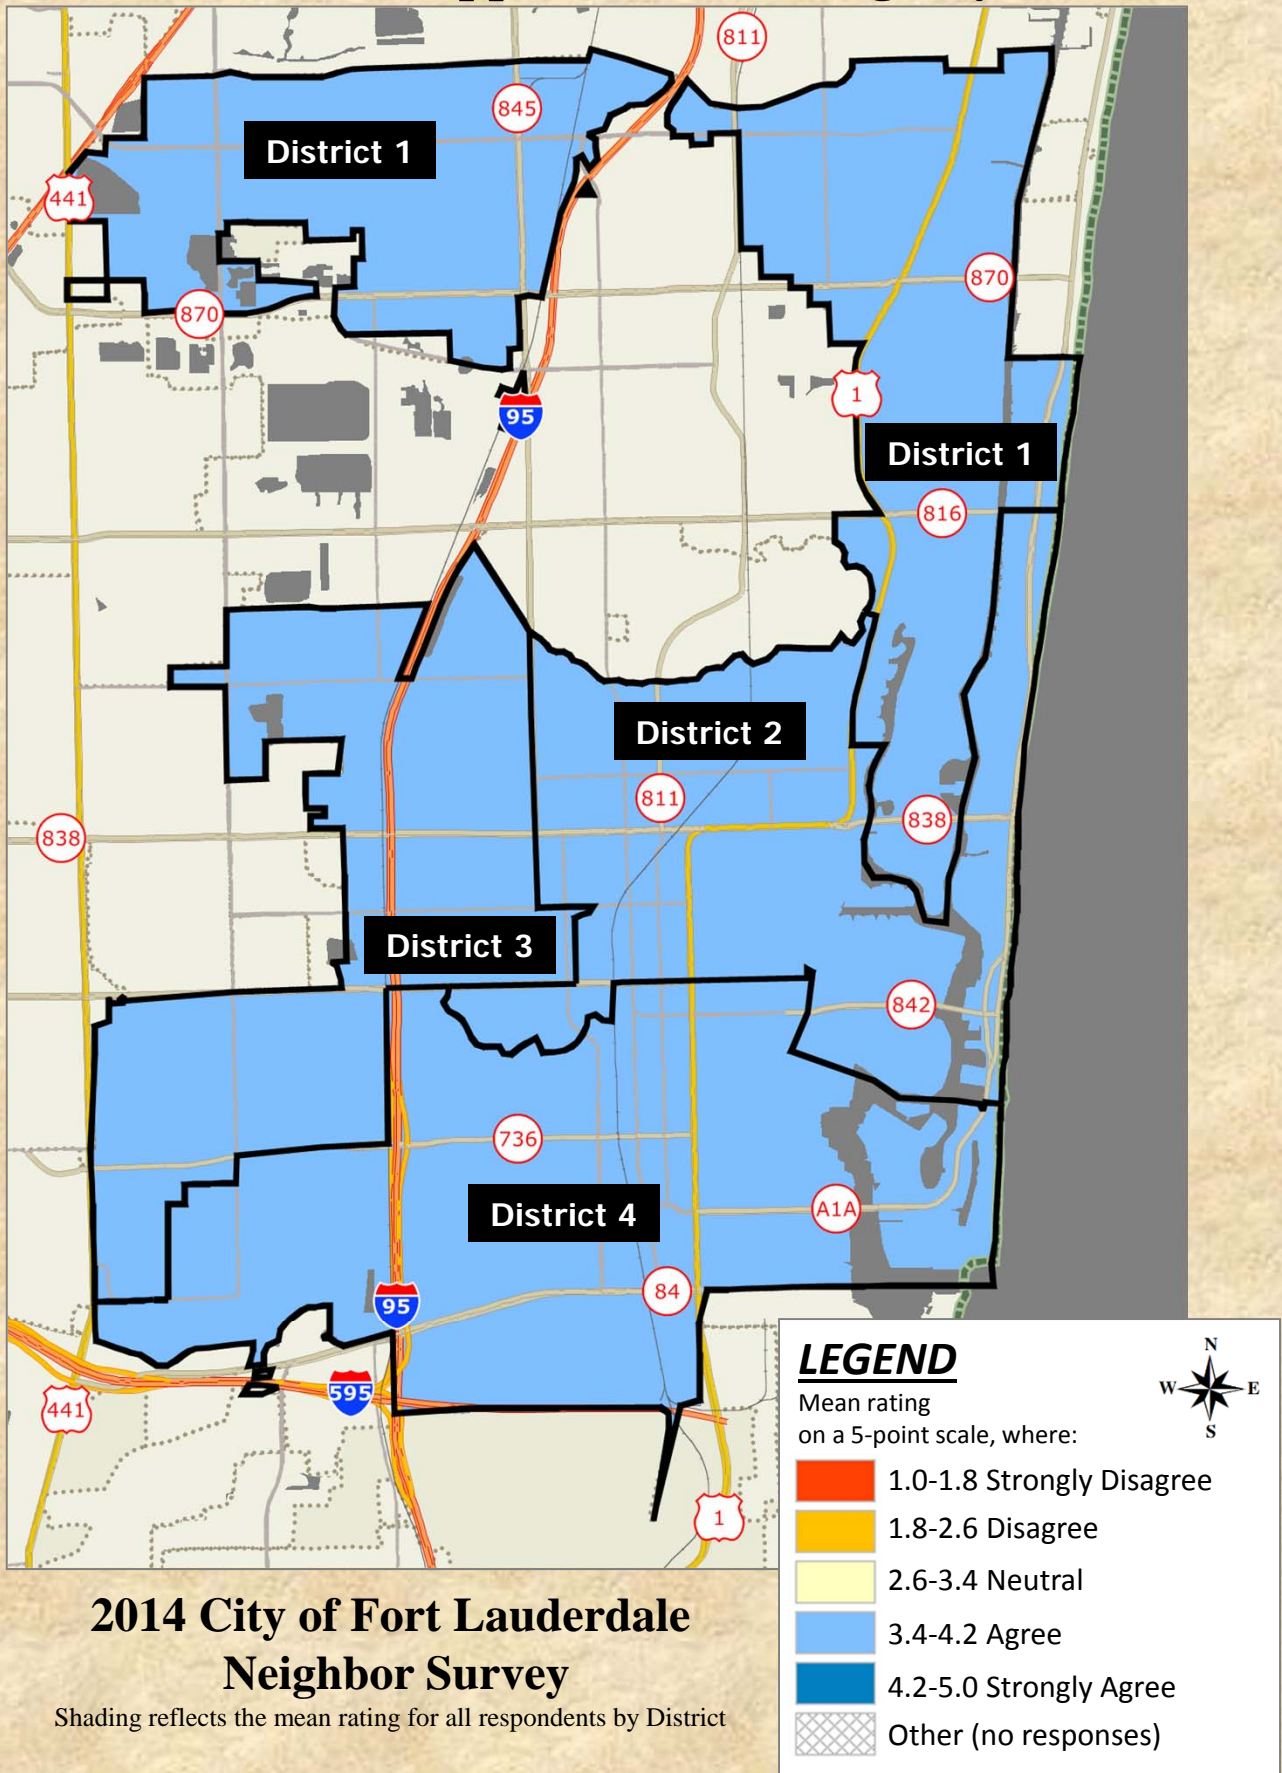 811
845
District 1
441
870
870
1
95
District 1
816
District 2
811
838
838
District 3
842
736
District 4
A1A
84
95
595
441
1
LEGEND
Mean rating
on a 5-point scale, where:
N
W E
S
1.0-1.8 Strongly Disagree
1.8-2.6 Disagree
2.6-3.4 Neutral
3.4-4.2 Agree
4.2-5.0 Strongly Agree
Other (no responses)
2014 City of Fort Lauderdale
Neighbor Survey
Shading reflects the mean rating for all respondents by District